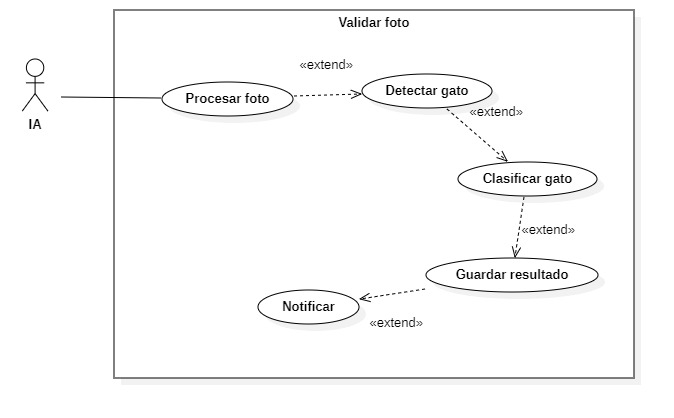 Validar foto
«extend»
Procesar foto
Detectar gato
«extend»
IA
Clasificar gato
«extend»
Guardar resultado
Notificar
«extend»